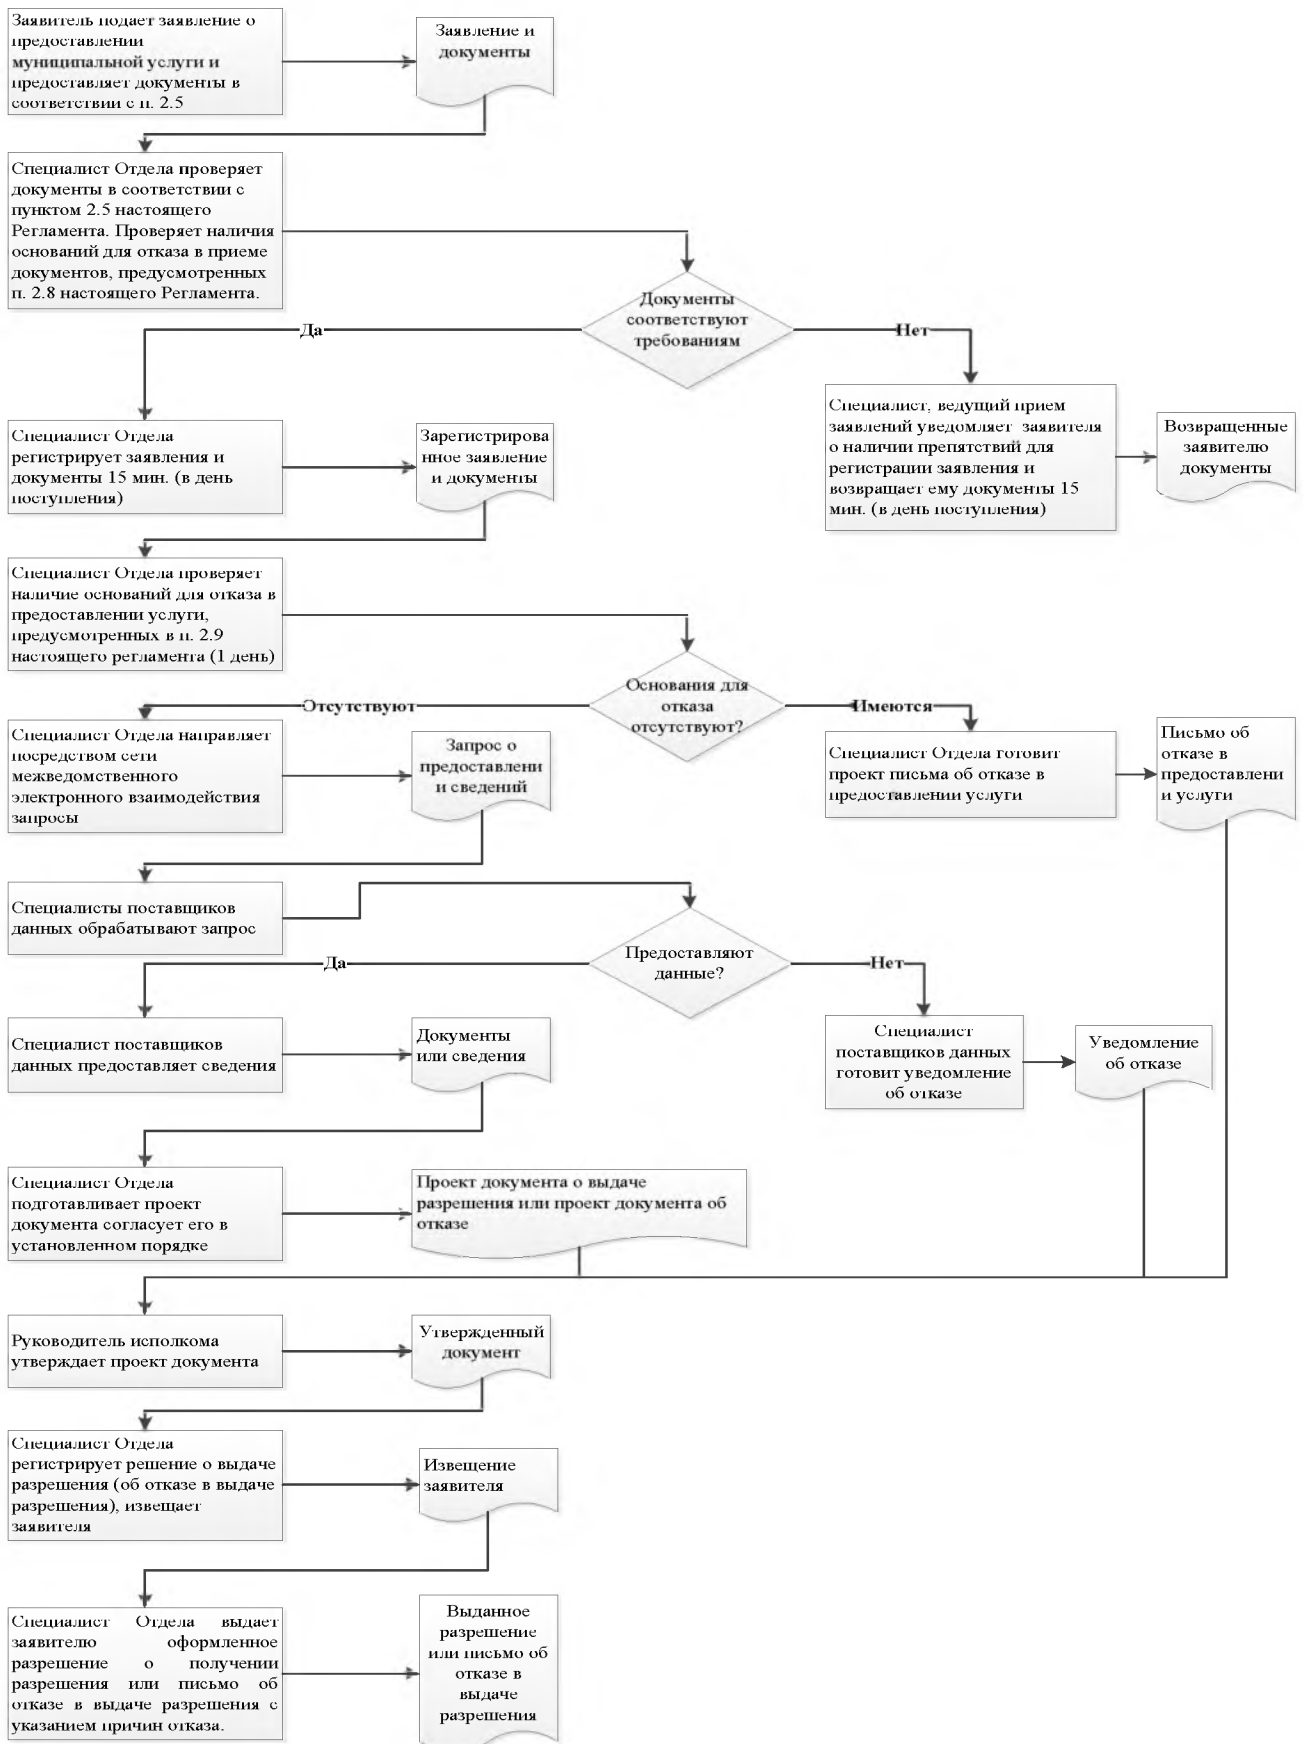 Заявитель подает заявление о
предоставлении
муниципальной услуги и
предоставляет документы в
соответствии с п. 2.5
Заявление и
документы
Специалист Отдела проверяет
документы в соответствии с
пунктом 2.5 настоящего
Регламента. Проверяет наличия
оснований для отказа в приеме
документов, предусмотренных
п. 2.8 настоящего Регламента.
Документы
соответствуют
требованиям
Да
Нет
Специалист Отдела
регистрирует заявления и
документы 15 мин. (в день
поступления)
Зарегистрирова
нное заявление
и документы
Специалист, ведущий прием
заявлений уведомляет заявителя
о наличии препятствий для
регистрации заявления и
возвращает ему документы 15
мин. (в день поступления)
Возвращенные
заявителю
документы
Специалист Отдела проверяет
наличие оснований для отказа в
предоставлении услуги,
предусмотренных в п. 2.9
настоящего регламента (1 день)
Основания для
отказа
отсутствуют?
Отсутствуют
Имеются
Специалист Отдела направляет
посредством сети
межведомственного
электронного взаимодействия
запросы
Запрос о
предоставлени
и сведений
Специалист Отдела готовит
проект письма об отказе в
предоставлении услуги
Письмо об
отказе в
предоставлени
и услуги
Специалисты поставщиков
данных обрабатывают запрос
Предоставляют
данные?
Да
Нет
Специалист поставщиков
данных предоставляет сведения
Документы
или сведения
Специалист
поставщиков данных
готовит уведомление
об отказе
Уведомление
об отказе
Специалист Отдела
подготавливает проект
документа согласует его в
установленном порядке
Проект документа о выдаче
разрешения или проект документа об
отказе
Руководитель исполкома
утверждает проект документа
Утвержденный
документ
Специалист Отдела
регистрирует решение о выдаче
разрешения (об отказе в выдаче
разрешения), извещает
заявителя
Извещение
заявителя
Специалист Отдела выдает
заявителю оформленное
разрешение о получении
разрешения или письмо об
отказе в выдаче разрешения с
указанием причин отказа.
Выданное
разрешение
или письмо об
отказе в
выдаче
разрешения